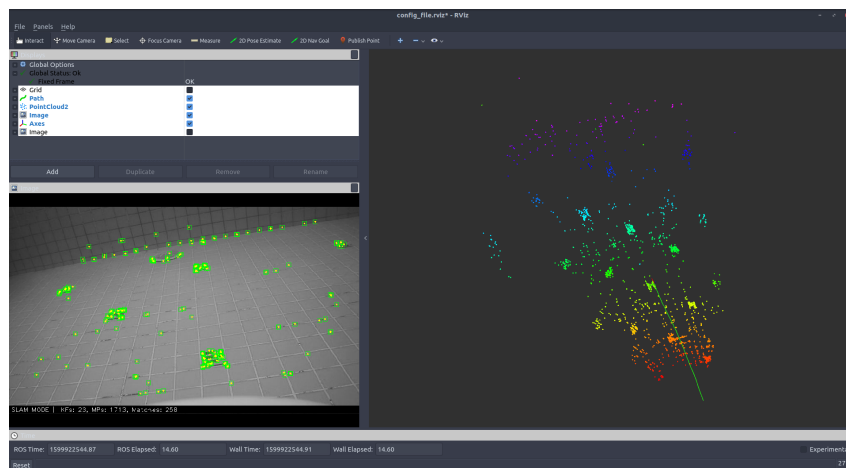 config_file.rviz* - RViz
File Panels Help
Interact Move Camera Select Focus Camera Measure 2D Pose Estimate 2D Nav Goal Publish Point
Global Options
Global Status: Ok
Fixed Frame OK
Grid
Path
PointCloud2
Image
Axes
Image
Add Duplicate Remove Rename
SLAM MODE | KFs: 23, MPs: 1713, Matches: 258
ROS Time: 1599922544.87 ROS Elapsed: 14.60 Wall Time: 1599922544.91 Wall Elapsed: 14.60 Experimenta
Reset 27